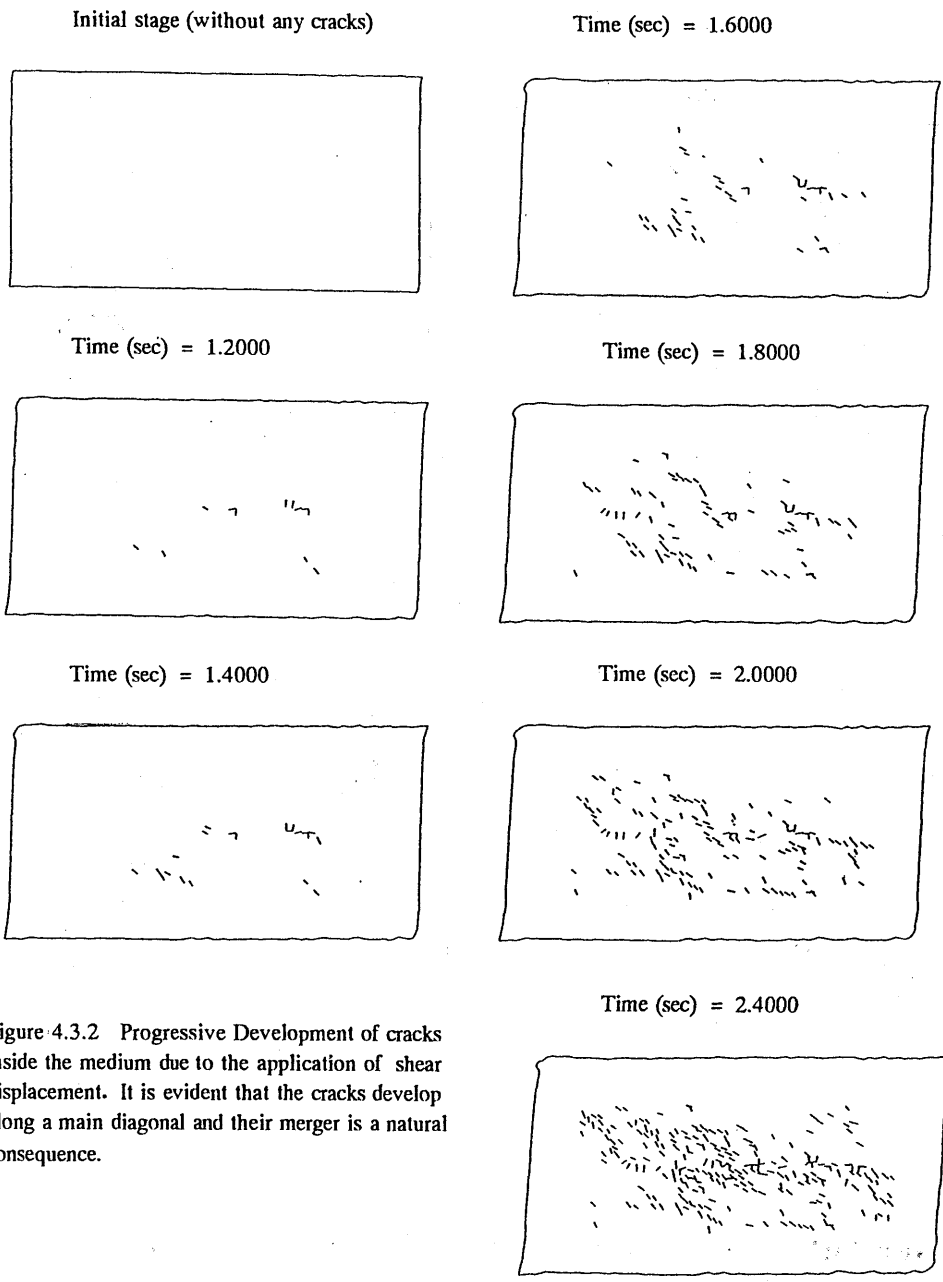 Initial stage (without any cracks)
Time (sec) = 1.2000
Time (sec) = 1.4000
igure 4.3.2 Progressive Development of cracks
nside the medium due to the application of shear
isplacement. It is evident that the cracks develop
long a main diagonal and their merger is a natural
onsequence.
Time (sec) = 1.6000
Time (sec) = 1.8000
Time (sec) = 2.0000
Time (sec) = 2.4000